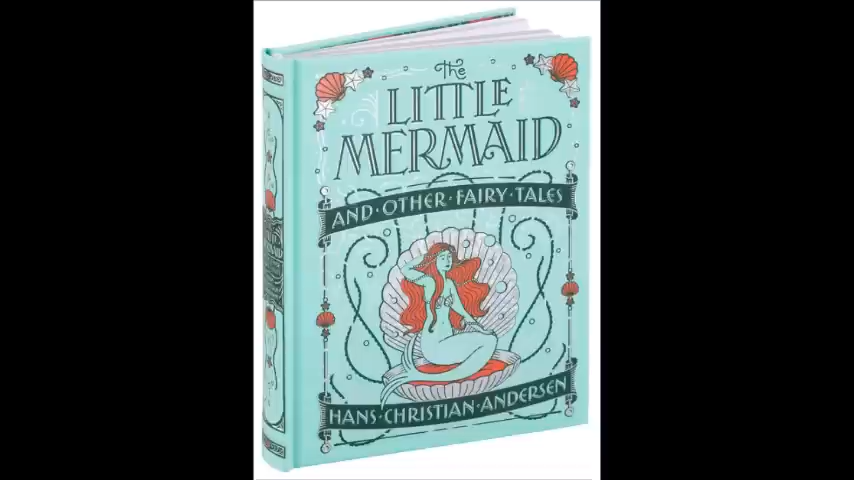 The
LITTLE
MERMAID
AND·OTHER·FAIRY·TALES
HANS·CHRISTIAN·ANDERSEN